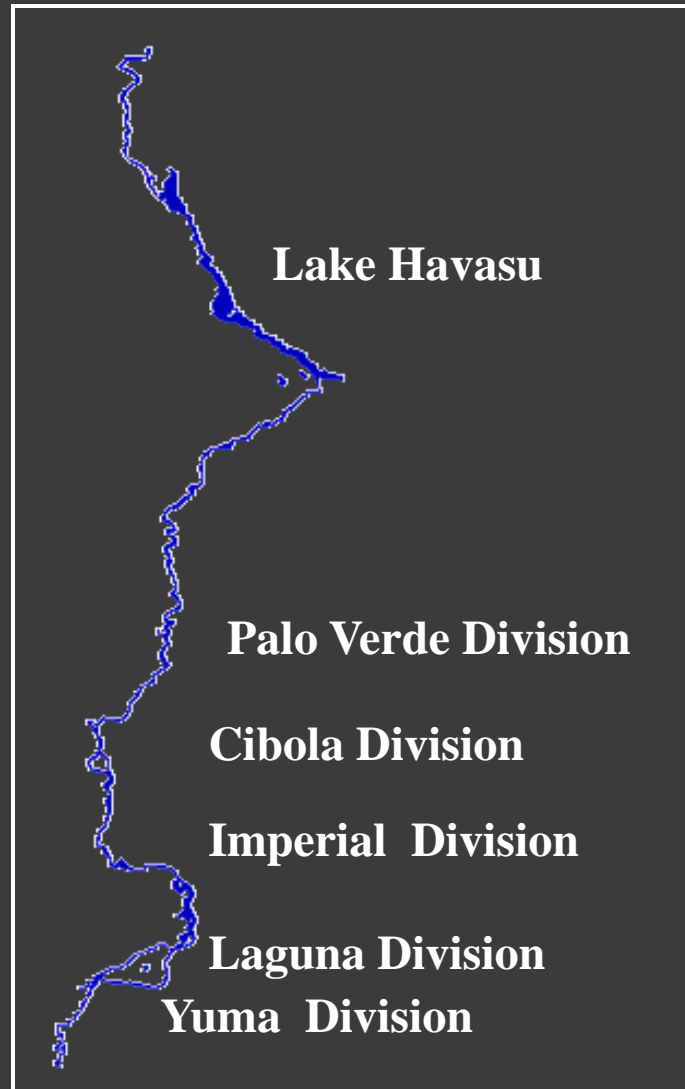 Lake Havasu
Palo Verde Division
Cibola Division
Imperial  Division
Laguna Division
Yuma  Division